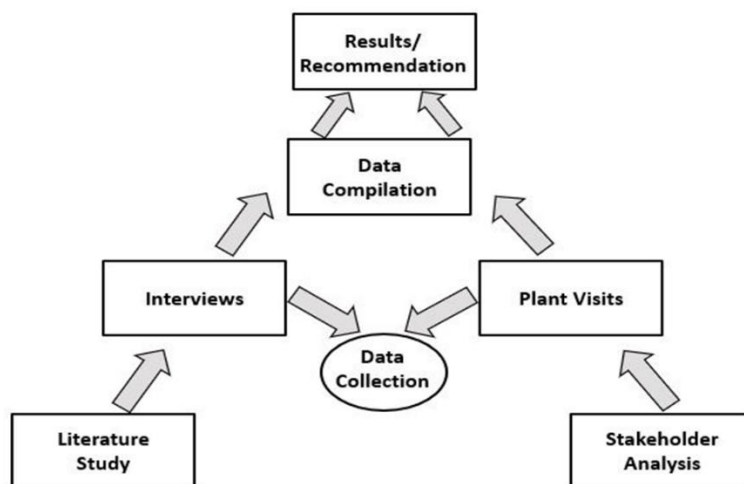 Results/
Recommendation
Data
Compilation
Interviews
Plant Visits
Data
Collection
Literature
Study
Stakeholder
Analysis